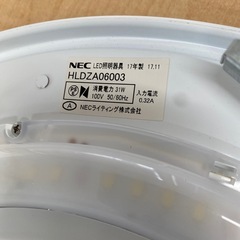 NEC LED照明器具 17年製 17.11
HLDZA06003
消費電力 31W 入力電流
100V 50/60Hz 0.32A
A NECライティング株式会社